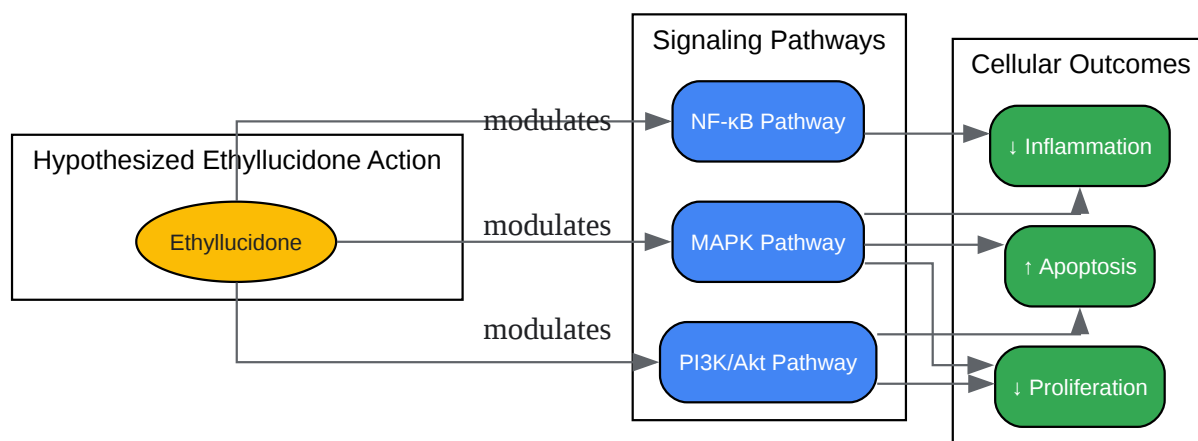 Hypothesized Ethyllucidone Action
Ethyllucidone
modulates
modulates
modulates
Signaling Pathways
NF-κB Pathway
MAPK Pathway
PI3K/Akt Pathway
Cellular Outcomes
↓ Inflammation
↑ Apoptosis
↓ Proliferation